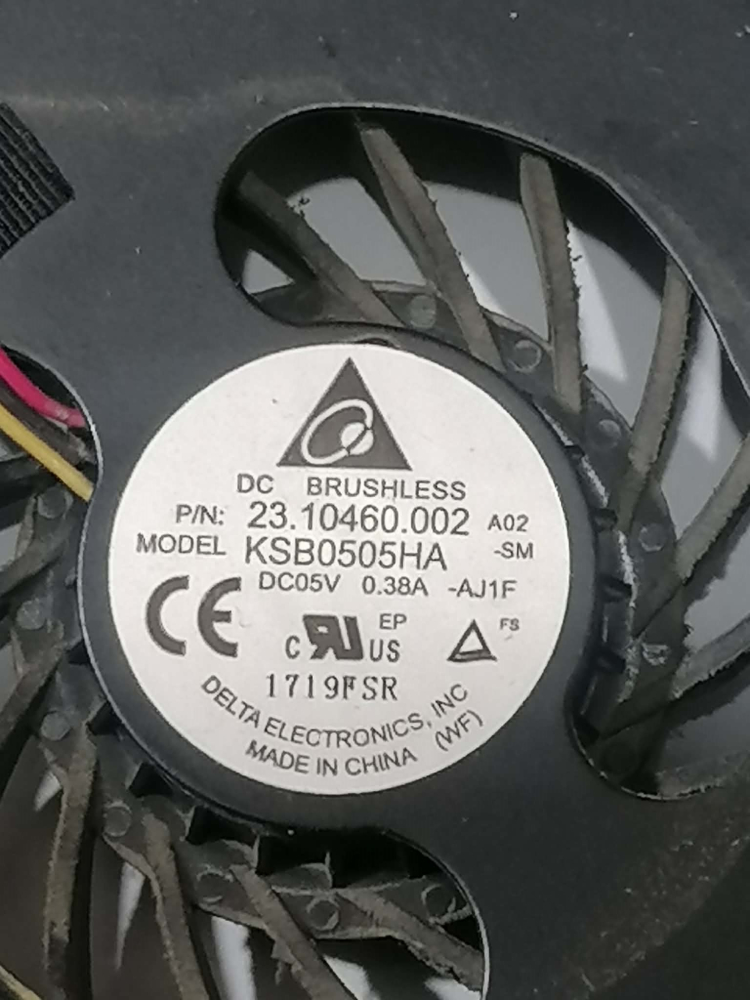 DC BRUSHLESS
P/N: 23.10460.002 A02
MODEL KSB0505HA -SM
DC05V 0.38A -AJ1F
CE
EP
FS
C RU US
1719FSR
DELTA ELECTRONICS, INC
MADE IN CHINA (WF)